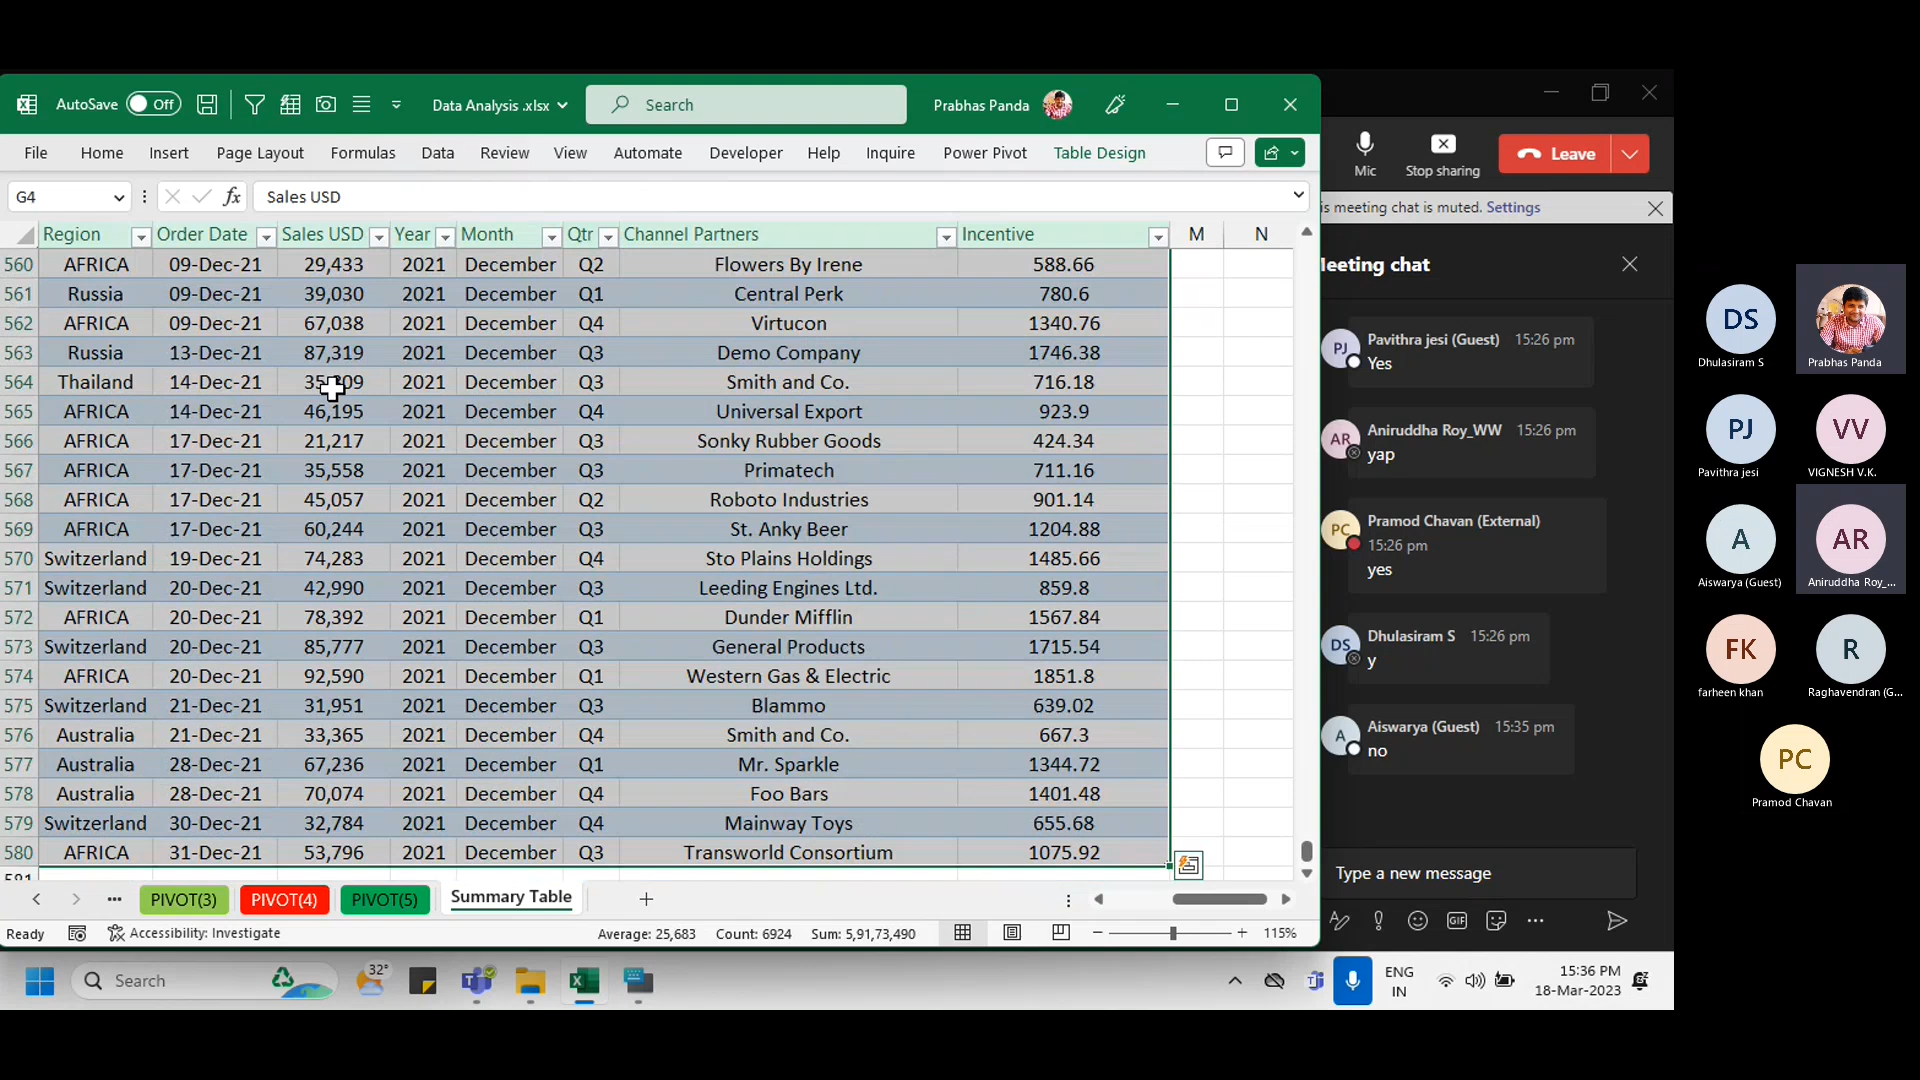 AutoSave Off Data Analysis .xlsx Search Prabhas Panda
File Home Insert Page Layout Formulas Data Review View Automate Developer Help Inquire Power Pivot Table Design
G4 fx Sales USD
Region Order Date Sales USD Year Month Qtr Channel Partners Incentive M N
560 AFRICA 09-Dec-21 29,433 2021 December Q2 Flowers By Irene 588.66
561 Russia 09-Dec-21 39,030 2021 December Q1 Central Perk 780.6
562 AFRICA 09-Dec-21 67,038 2021 December Q4 Virtucon 1340.76
563 Russia 13-Dec-21 87,319 2021 December Q3 Demo Company 1746.38
564 Thailand 14-Dec-21 2021 December Q3 Smith and Co. 716.18
565 AFRICA 14-Dec-21 46,195 2021 December Q4 Universal Export 923.9
566 AFRICA 17-Dec-21 21,217 2021 December Q3 Sonky Rubber Goods 424.34
567 AFRICA 17-Dec-21 35,558 2021 December Q3 Primatech 711.16
568 AFRICA 17-Dec-21 45,057 2021 December Q2 Roboto Industries 901.14
569 AFRICA 17-Dec-21 60,244 2021 December Q3 St. Anky Beer 1204.88
570 Switzerland 19-Dec-21 74,283 2021 December Q4 Sto Plains Holdings 1485.66
571 Switzerland 20-Dec-21 42,990 2021 December Q3 Leeding Engines Ltd. 859.8
572 AFRICA 20-Dec-21 78,392 2021 December Q1 Dunder Mifflin 1567.84
573 Switzerland 20-Dec-21 85,777 2021 December Q3 General Products 1715.54
574 AFRICA 20-Dec-21 92,590 2021 December Q1 Western Gas & Electric 1851.8
575 Switzerland 21-Dec-21 31,951 2021 December Q3 Blammo 639.02
576 Australia 21-Dec-21 33,365 2021 December Q4 Smith and Co. 667.3
577 Australia 28-Dec-21 67,236 2021 December Q1 Mr. Sparkle 1344.72
578 Australia 28-Dec-21 70,074 2021 December Q4 Foo Bars 1401.48
579 Switzerland 30-Dec-21 32,784 2021 December Q4 Mainway Toys 655.68
580 AFRICA 31-Dec-21 53,796 2021 December Q3 Transworld Consortium 1075.92
PIVOT(3) PIVOT(4) PIVOT(5) Summary Table
Ready Accessibility: Investigate Average: 25,683 Count: 6924 Sum: 5,91,73,490 115%
Mic Stop sharing Leave
is meeting chat is muted. Settings
Meeting chat
PJ Pavithra jesi (Guest) 15:26 pm
Yes
AR Aniruddha Roy_WW 15:26 pm
yap
PC Pramod Chavan (External)
15:26 pm
yes
DS Dhulasiram S 15:26 pm
y
A Aiswarya (Guest) 15:35 pm
no
Type a new message
GIF
DS
Dhulasiram S Prabhas Panda
PJ VV
Pavithra jesi VIGNESH V.K.
A AR
Aiswarya (Guest) Aniruddha Roy_...
FK R
farheen khan Raghavendran (G...
PC
Pramod Chavan
Search 32° ENG
IN
15:36 PM
18-Mar-2023